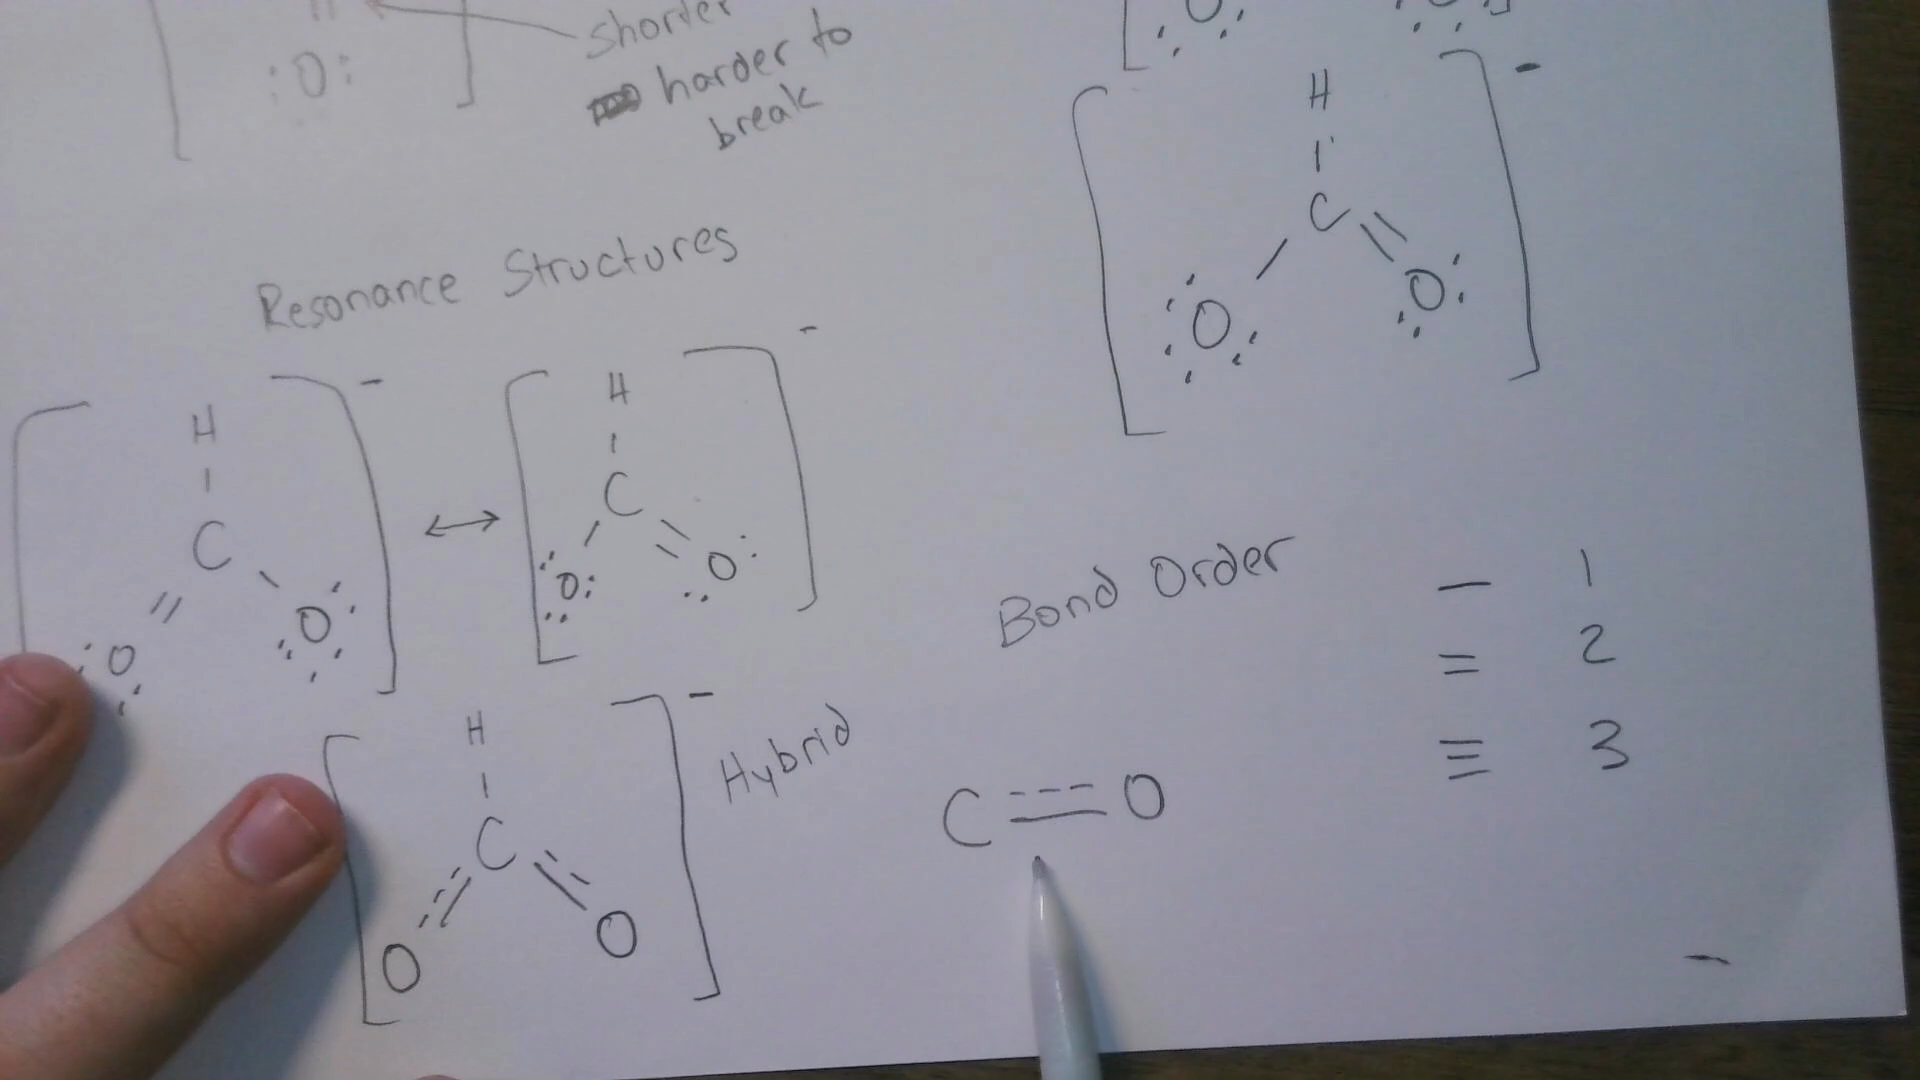 shorter
harder to
break
:O:
Resonance Structures
H
C
O
O
-
H
C
O
O
-
H
C
O
O
-
Hybrid
H
C
O
O
-
Bond Order
— 1
= 2
≡ 3
C O
-